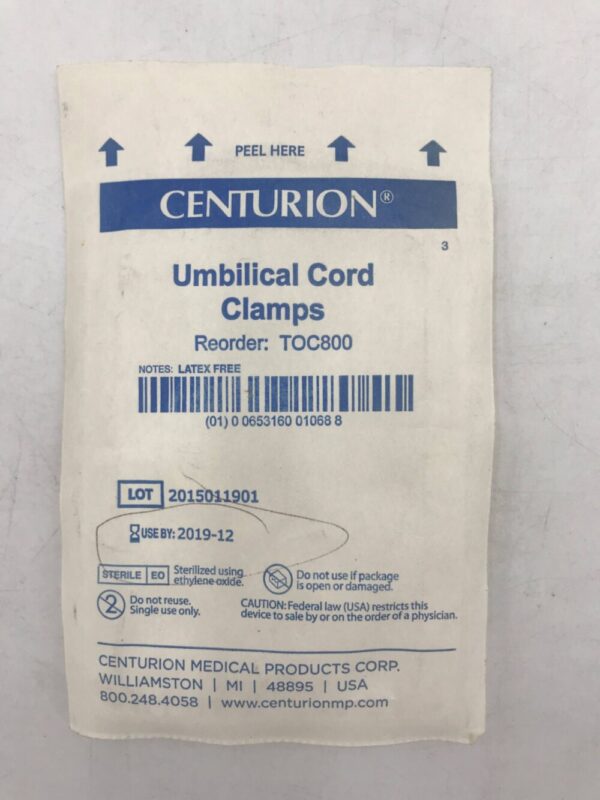 PEEL HERE
CENTURION®
3
Umbilical Cord
Clamps
Reorder: TOC800
NOTES: LATEX FREE
(01) 0 0653160 01068 8
LOT 2015011901
USE BY: 2019-12
STERILE EO Sterilized using
ethylene oxide.
Do not use if package
is open or damaged.
2 Do not reuse.
Single use only.
CAUTION: Federal law (USA) restricts this
device to sale by or on the order of a physician.
CENTURION MEDICAL PRODUCTS CORP.
WILLIAMSTON | MI | 48895 | USA
800.248.4058 | www.centurionmp.com